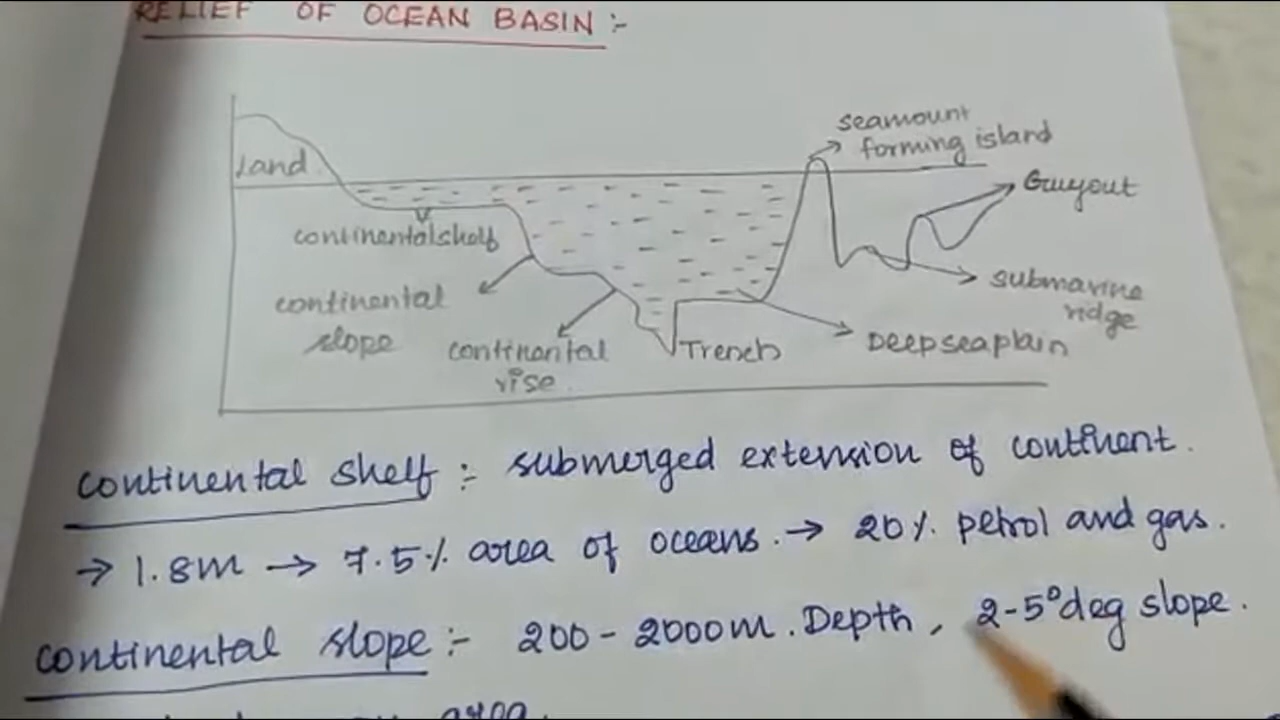 RELIEF OF OCEAN BASIN :-
seamount
forming island
Land
Guyout
continentalshelf
continental
slope
submarine
ridge
continental
rise
Trench
Deepseaplain
continental shelf :- submerged extension of continent.
→ 1.8m → 7.5% area of oceans. → 20% petrol and gas.
continental slope :- 200 - 2000m. Depth, 2-5° deg slope.
area.